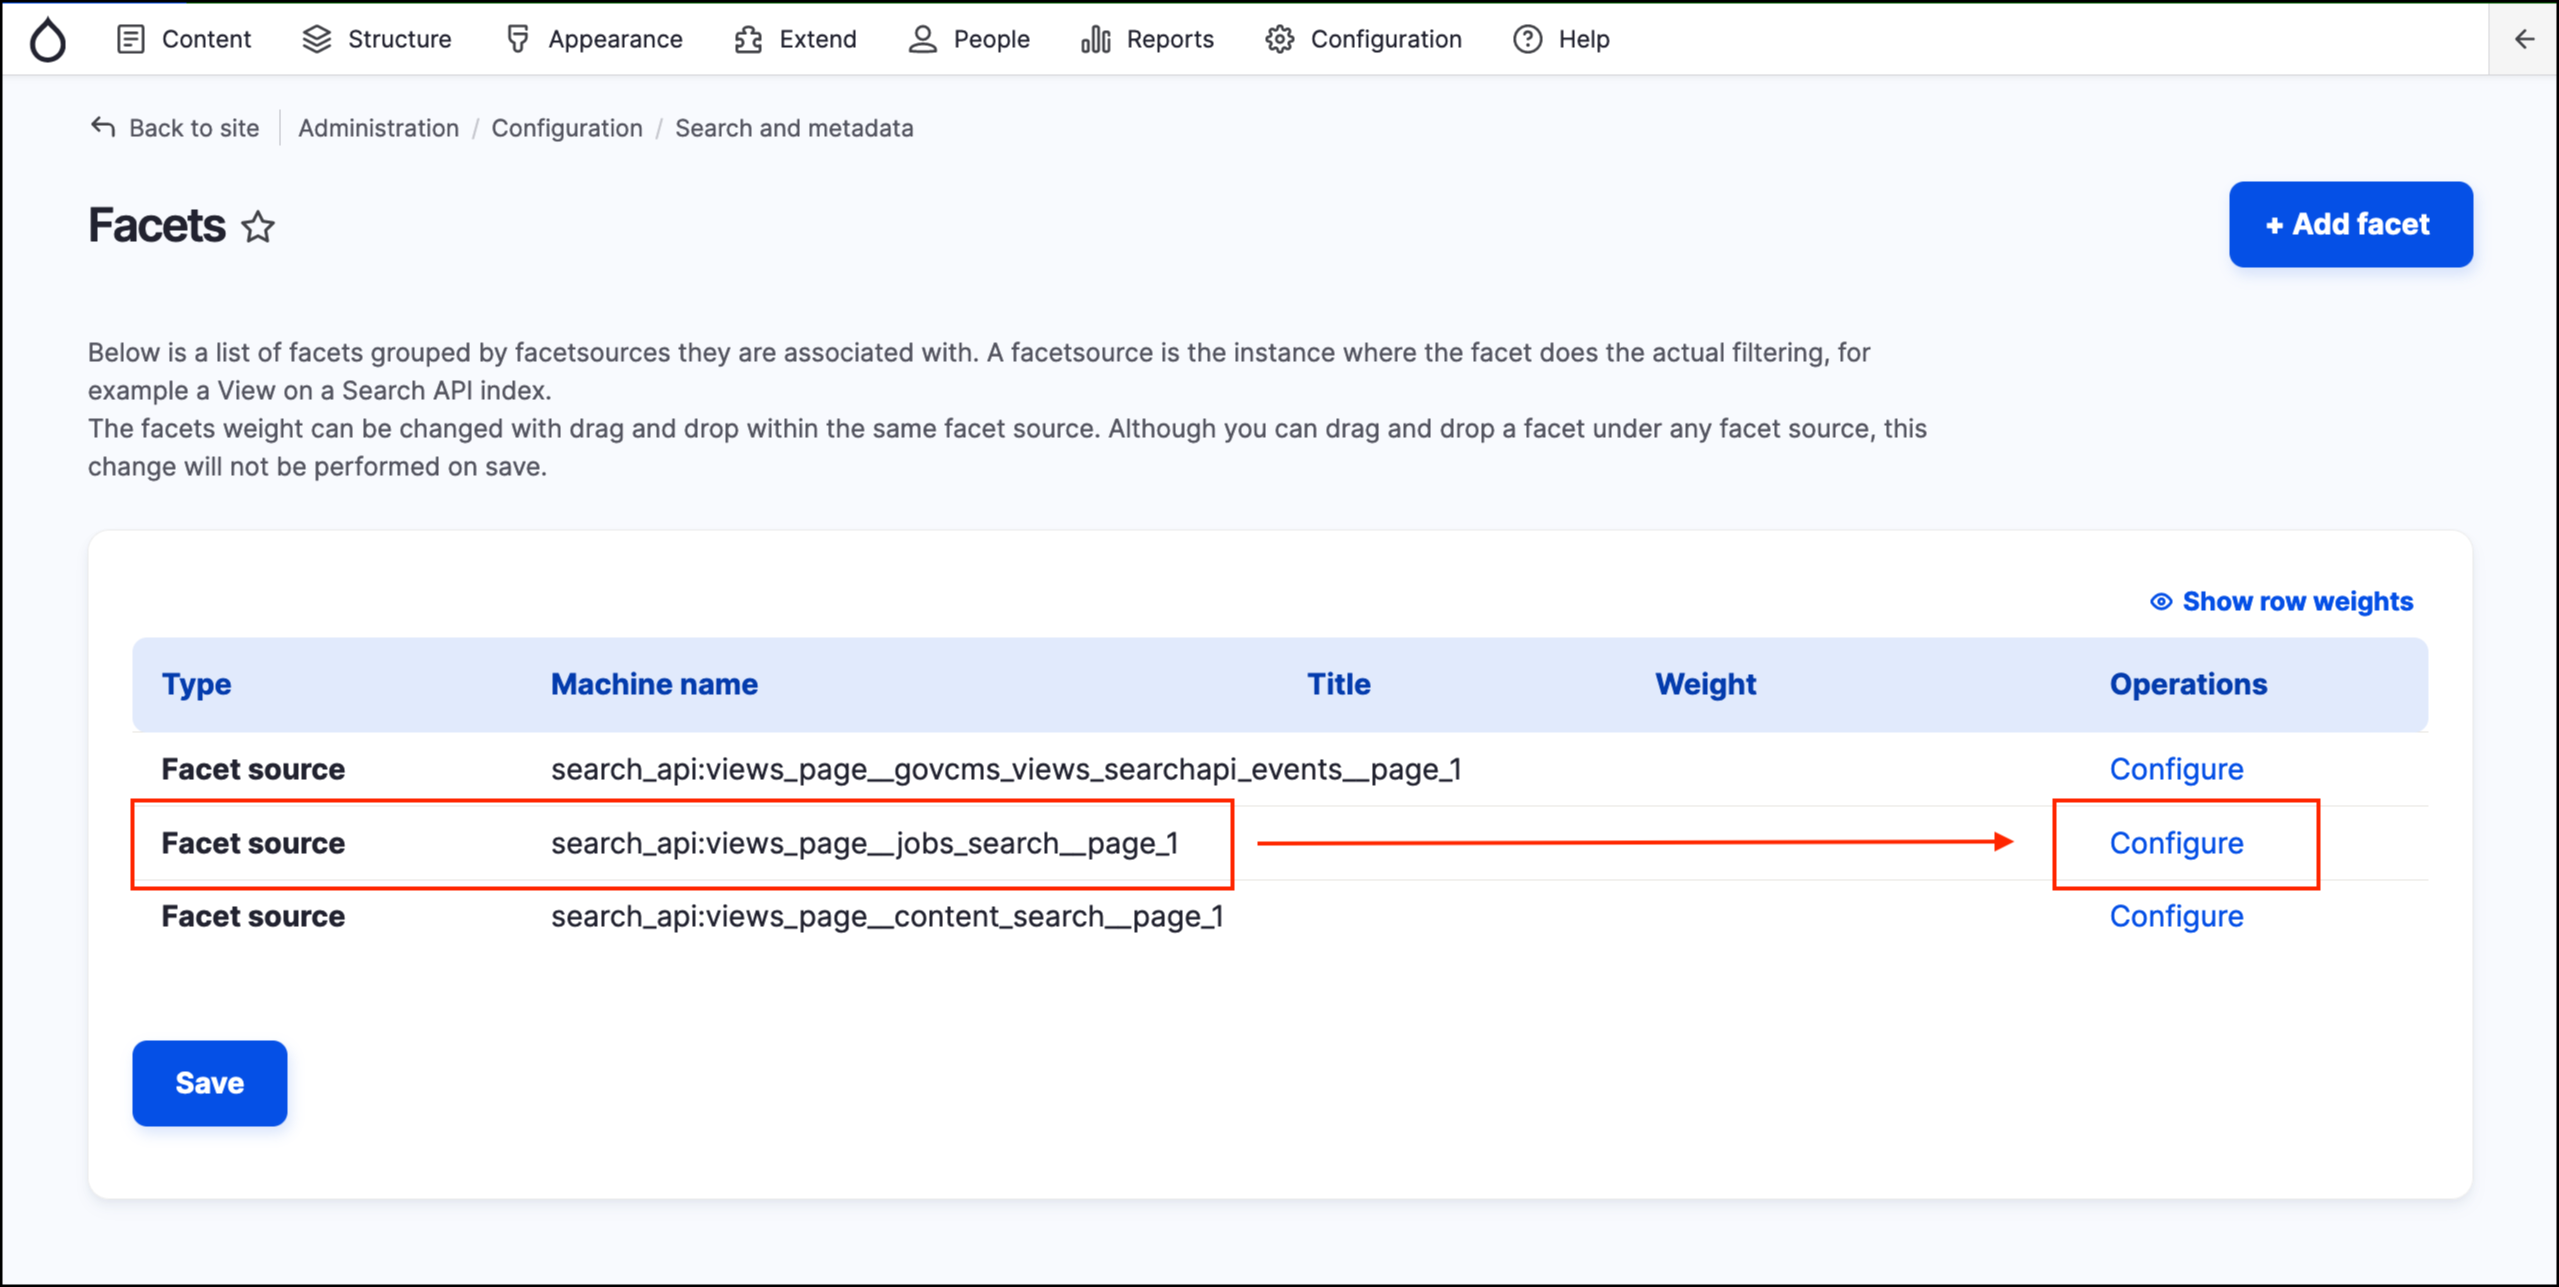 Content Structure Appearance Extend People Reports Configuration Help
Back to site Administration / Configuration / Search and metadata
Facets
+ Add facet
Below is a list of facets grouped by facetsources they are associated with. A facetsource is the instance where the facet does the actual filtering, for
example a View on a Search API index.
The facets weight can be changed with drag and drop within the same facet source. Although you can drag and drop a facet under any facet source, this
change will not be performed on save.
Show row weights
Type Machine name Title Weight Operations
Facet source search_api:views_page__govcms_views_searchapi_events__page_1 Configure
Facet source search_api:views_page__jobs_search__page_1 Configure
Facet source search_api:views_page__content_search__page_1 Configure
Save